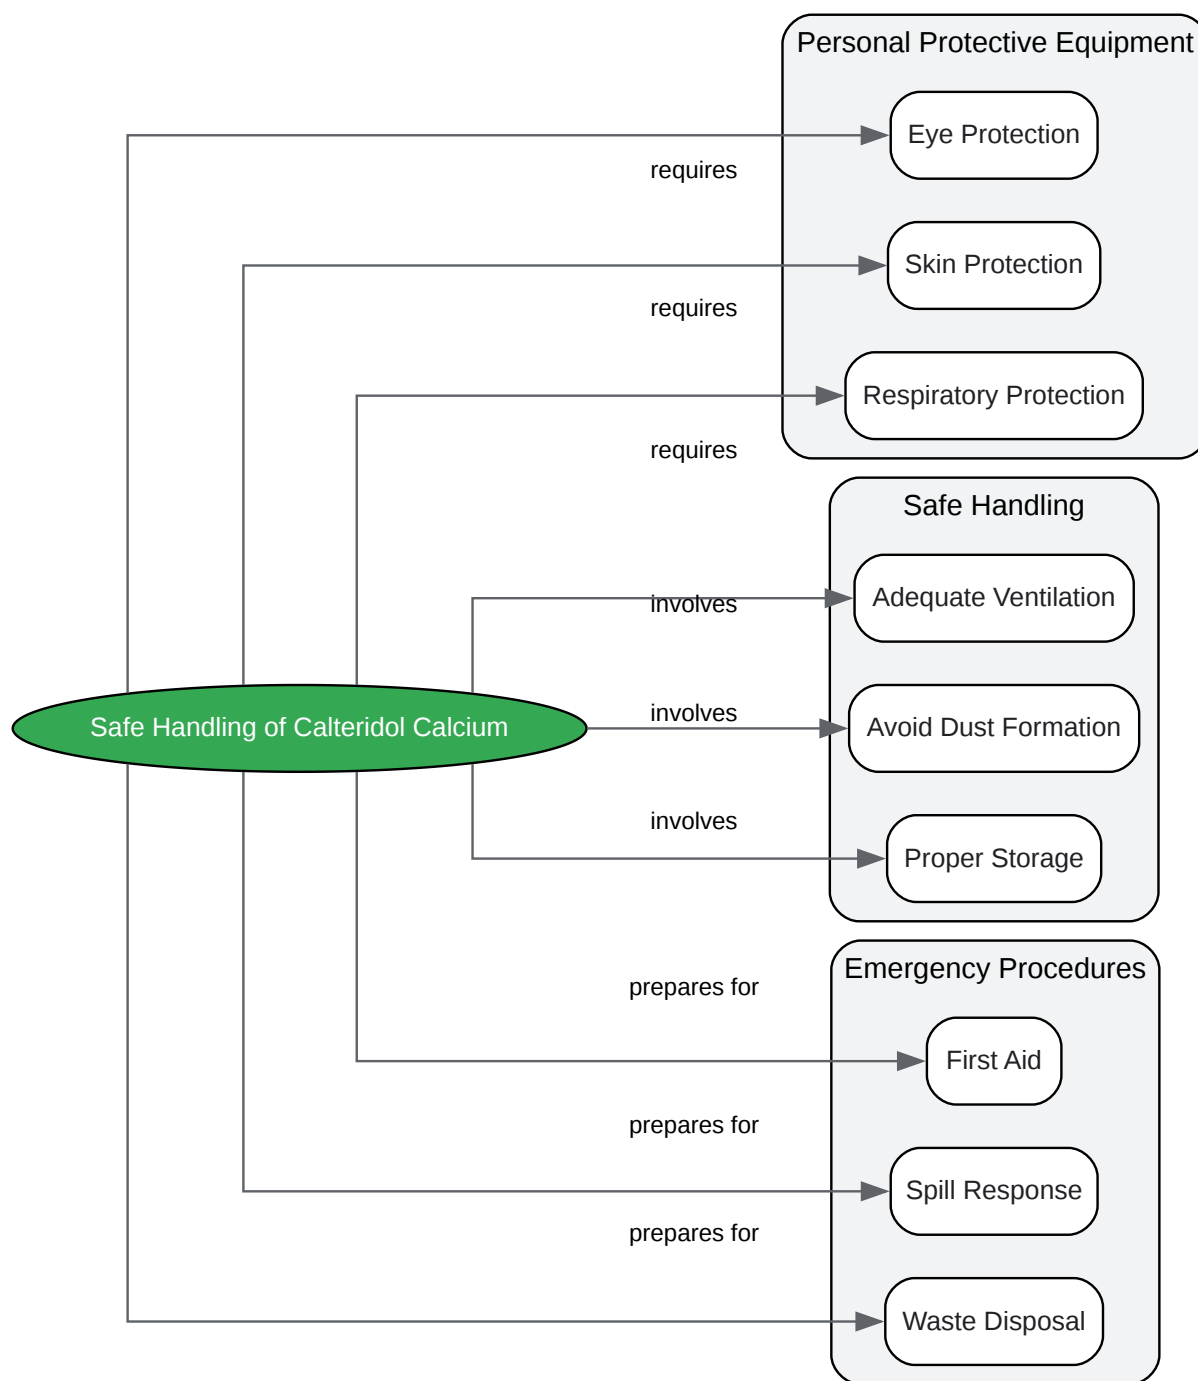 Personal Protective Equipment
Eye Protection
requires
Skin Protection
requires
Respiratory Protection
requires
Safe Handling
Adequate Ventilation
involves
Safe Handling of Calteridol Calcium
involves
Avoid Dust Formation
involves
Proper Storage
Emergency Procedures
prepares for
First Aid
prepares for
Spill Response
prepares for
Waste Disposal